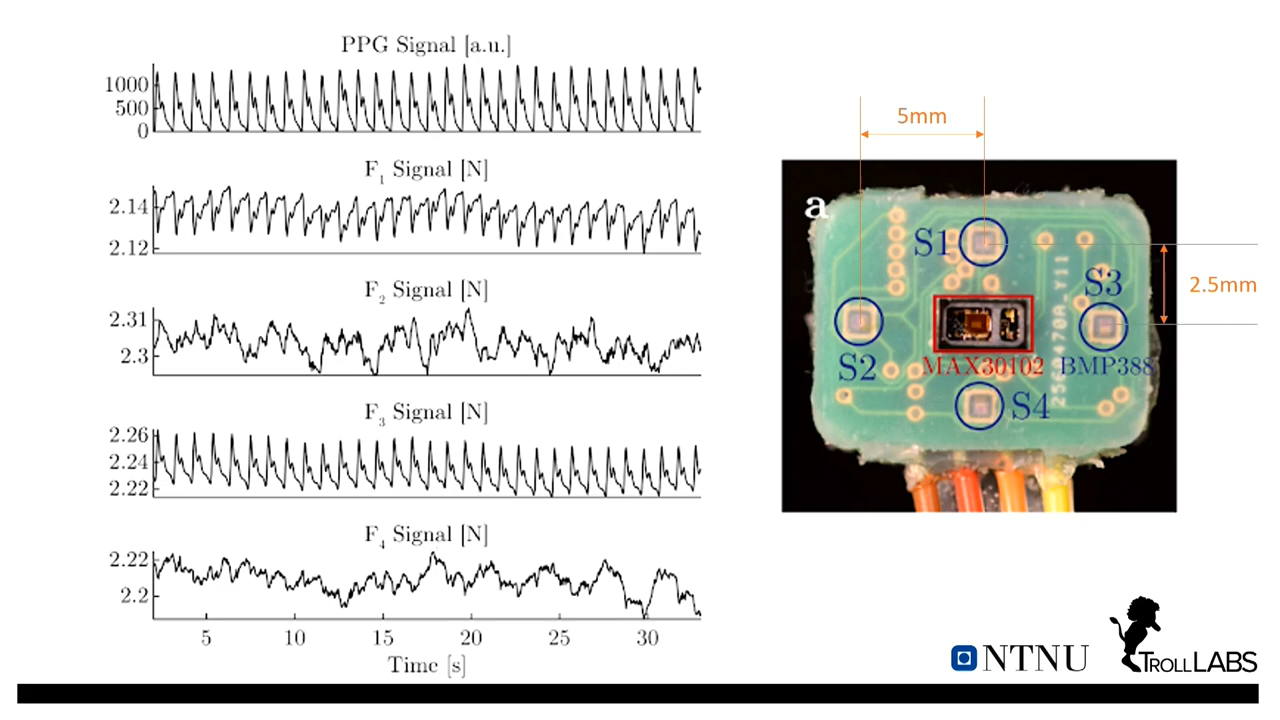 PPG Signal [a.u.]
1000
500
0
F1 Signal [N]
2.14
2.12
F2 Signal [N]
2.31
2.3
F3 Signal [N]
2.26
2.24
2.22
F4 Signal [N]
2.22
2.2
5 10 15 20 25 30
Time [s]
5mm
a
S1
S3
2.5mm
S2
MAX30102
BMP388
S4
NTNU
TROLLLABS